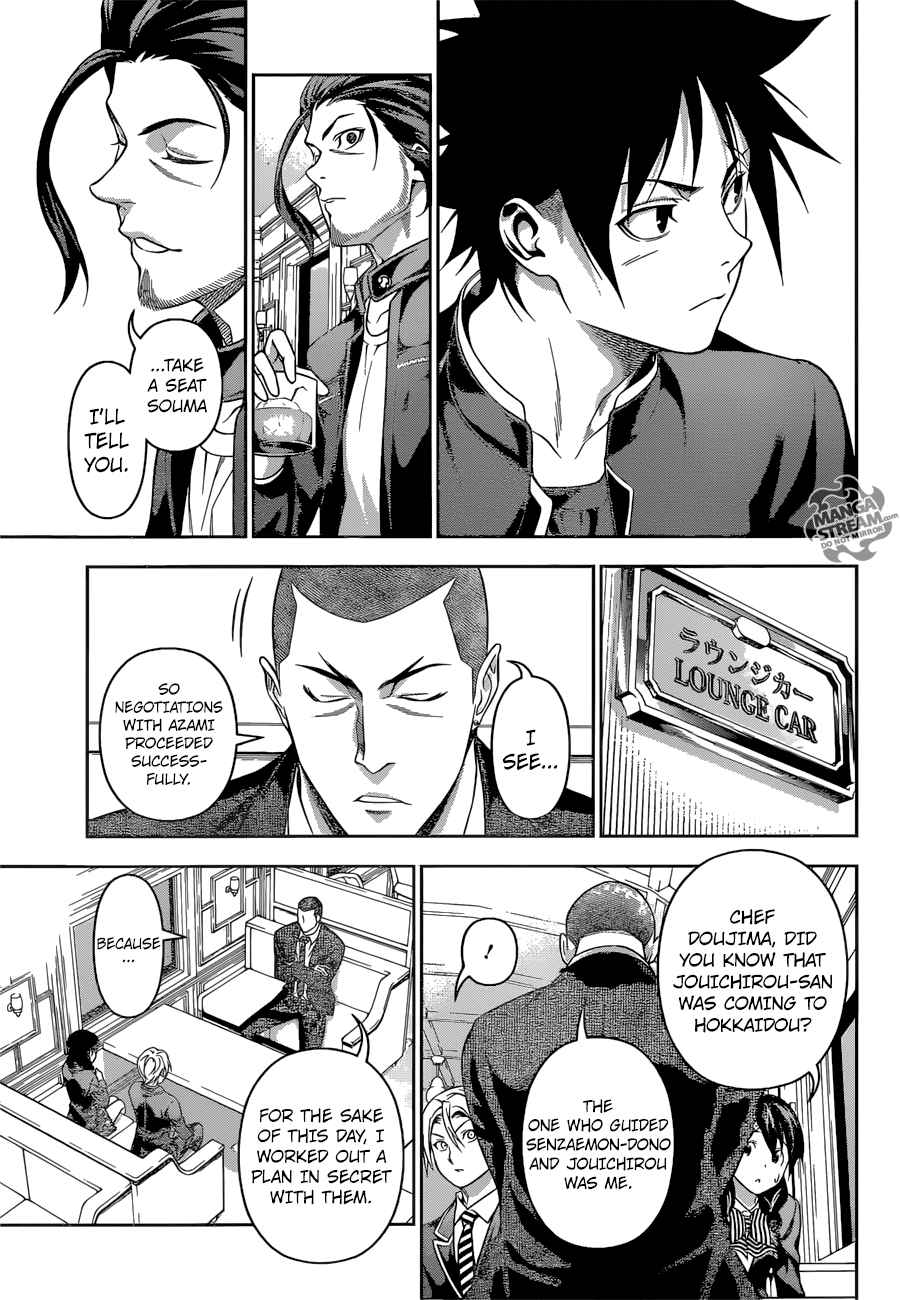 ...TAKE
A SEAT
SOUMA
I'LL
TELL
YOU.
MANGA
STREAM.com
DO NOT MIRROR
ラウンジカー
LOUNGE CAR
I
SEE...
SO
NEGOTIATIONS
WITH AZAMI
PROCEEDED
SUCCESS-
FULLY.
CHEF
DOUJIMA, DID
YOU KNOW THAT
JOUICHIROU-SAN
WAS COMING TO
HOKKAIDOU?
THE
ONE WHO GUIDED
SENZAEMON-DONO
AND JOUICHIROU
WAS ME.
!
FOR THE SAKE
OF THIS DAY, I
WORKED OUT A
PLAN IN SECRET
WITH THEM.
BECAUSE
...